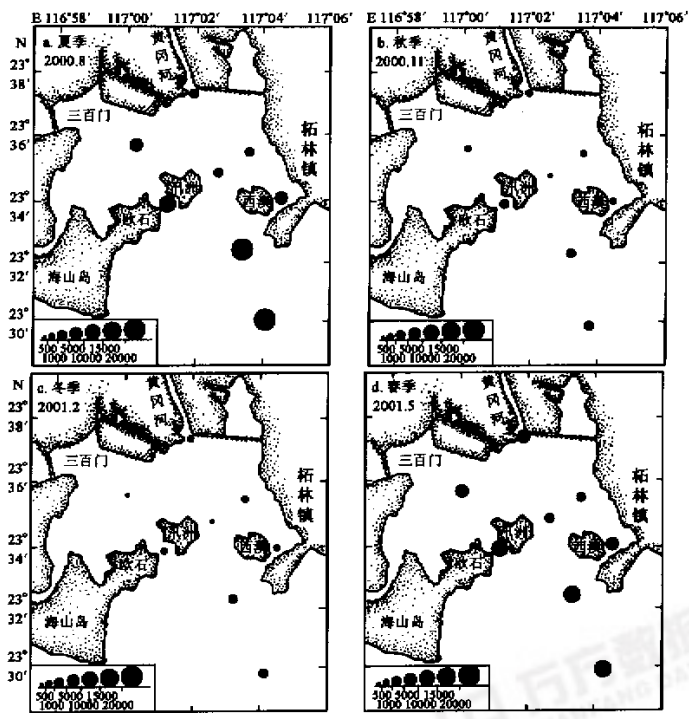 E 116°58′ 117°00′ 117°02′ 117°04′ 117°06′
E 116°58′ 117°00′ 117°02′ 117°04′ 117°06′
N
23°
38′
23°
36′
23°
34′
23°
32′
23°
30′
a. 夏季
2000.8
黄冈河
三百门
柘林镇
汛洲
西澳
欧石
海山岛
500 5000 15000
1000 10000 20000
b. 秋季
2000.11
黄冈河
三百门
柘林镇
汛洲
西澳
欧石
海山岛
500 5000 15000
1000 10000 20000
N
23°
38′
23°
36′
23°
34′
23°
32′
23°
30′
c. 冬季
2001.2
黄冈河
三百门
柘林镇
汛洲
西澳
欧石
海山岛
500 5000 15000
1000 10000 20000
d. 春季
2001.5
黄冈河
三百门
柘林镇
汛洲
西澳
欧石
海山岛
500 5000 15000
1000 10000 20000
万方数据